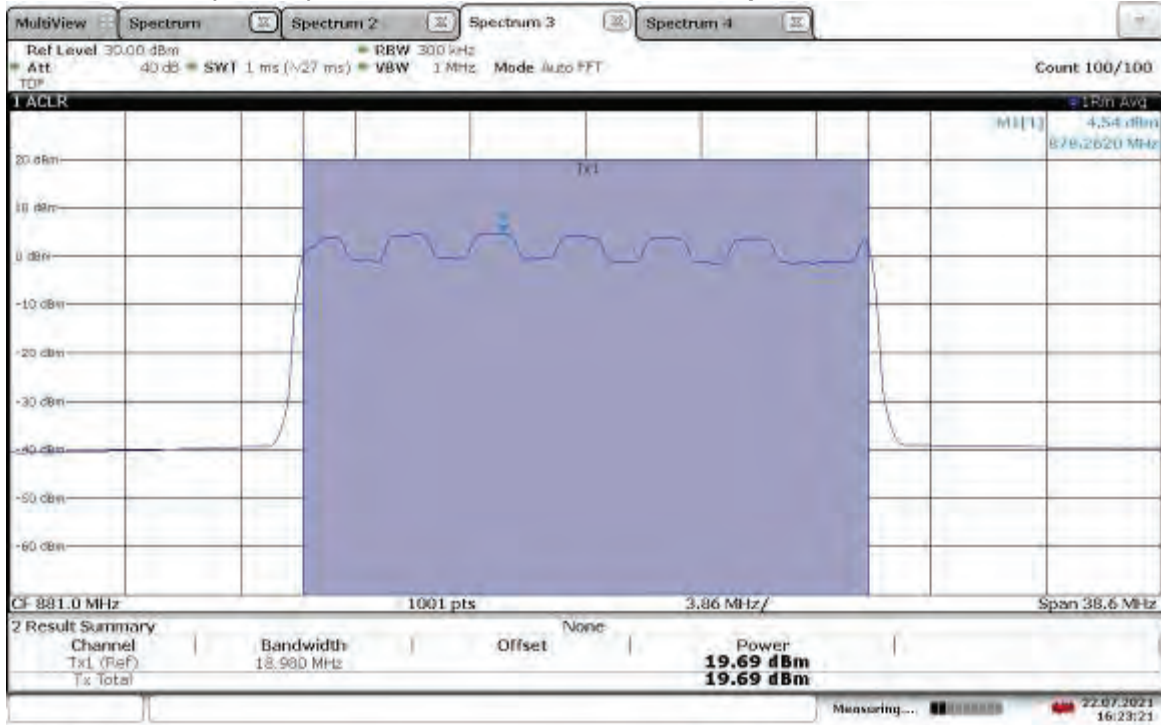 MultiView Spectrum Spectrum 2 Spectrum 3 Spectrum 4
Ref Level 30.00 dBm RBW 300 kHz
Att 40 dB SWT 1 ms (~27 ms) VBW 1 MHz Mode Auto FFT Count 100/100
TDF
1 ACLR 1Rm Avg
M1[1] 4.54 dBm
878.2620 MHz
20 dBm
Tx1
10 dBm
0 dBm
-10 dBm
-20 dBm
-30 dBm
-40 dBm
-50 dBm
-60 dBm
CF 881.0 MHz 1001 pts 3.86 MHz/ Span 38.6 MHz
2 Result Summary None
Channel Bandwidth Offset Power
Tx1 (Ref) 18.980 MHz 19.69 dBm
Tx Total 19.69 dBm
Measuring... 22.07.2021
16:23:21